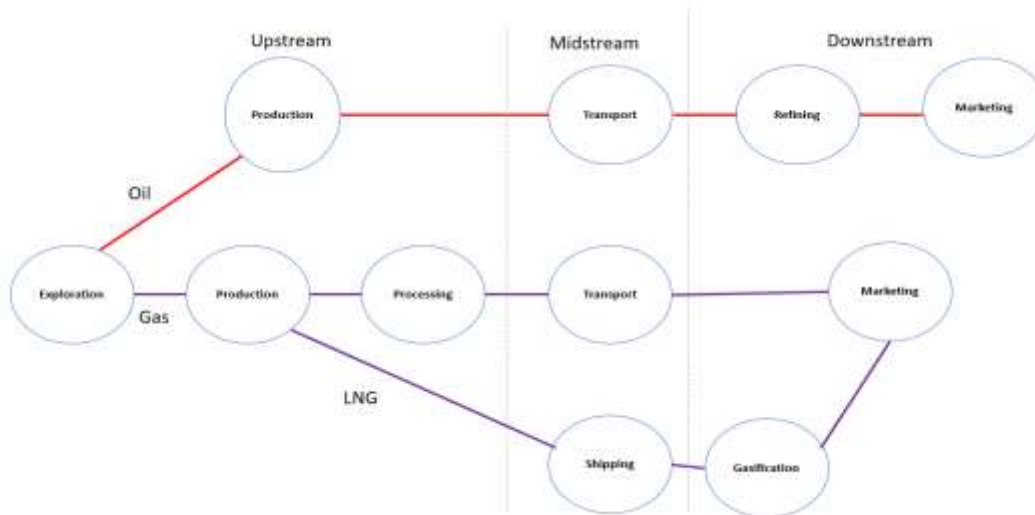 Upstream
Midstream
Downstream
Production
Transport
Refining
Marketing
Oil
Exploration
Production
Processing
Transport
Marketing
Gas
LNG
Shipping
Gasification